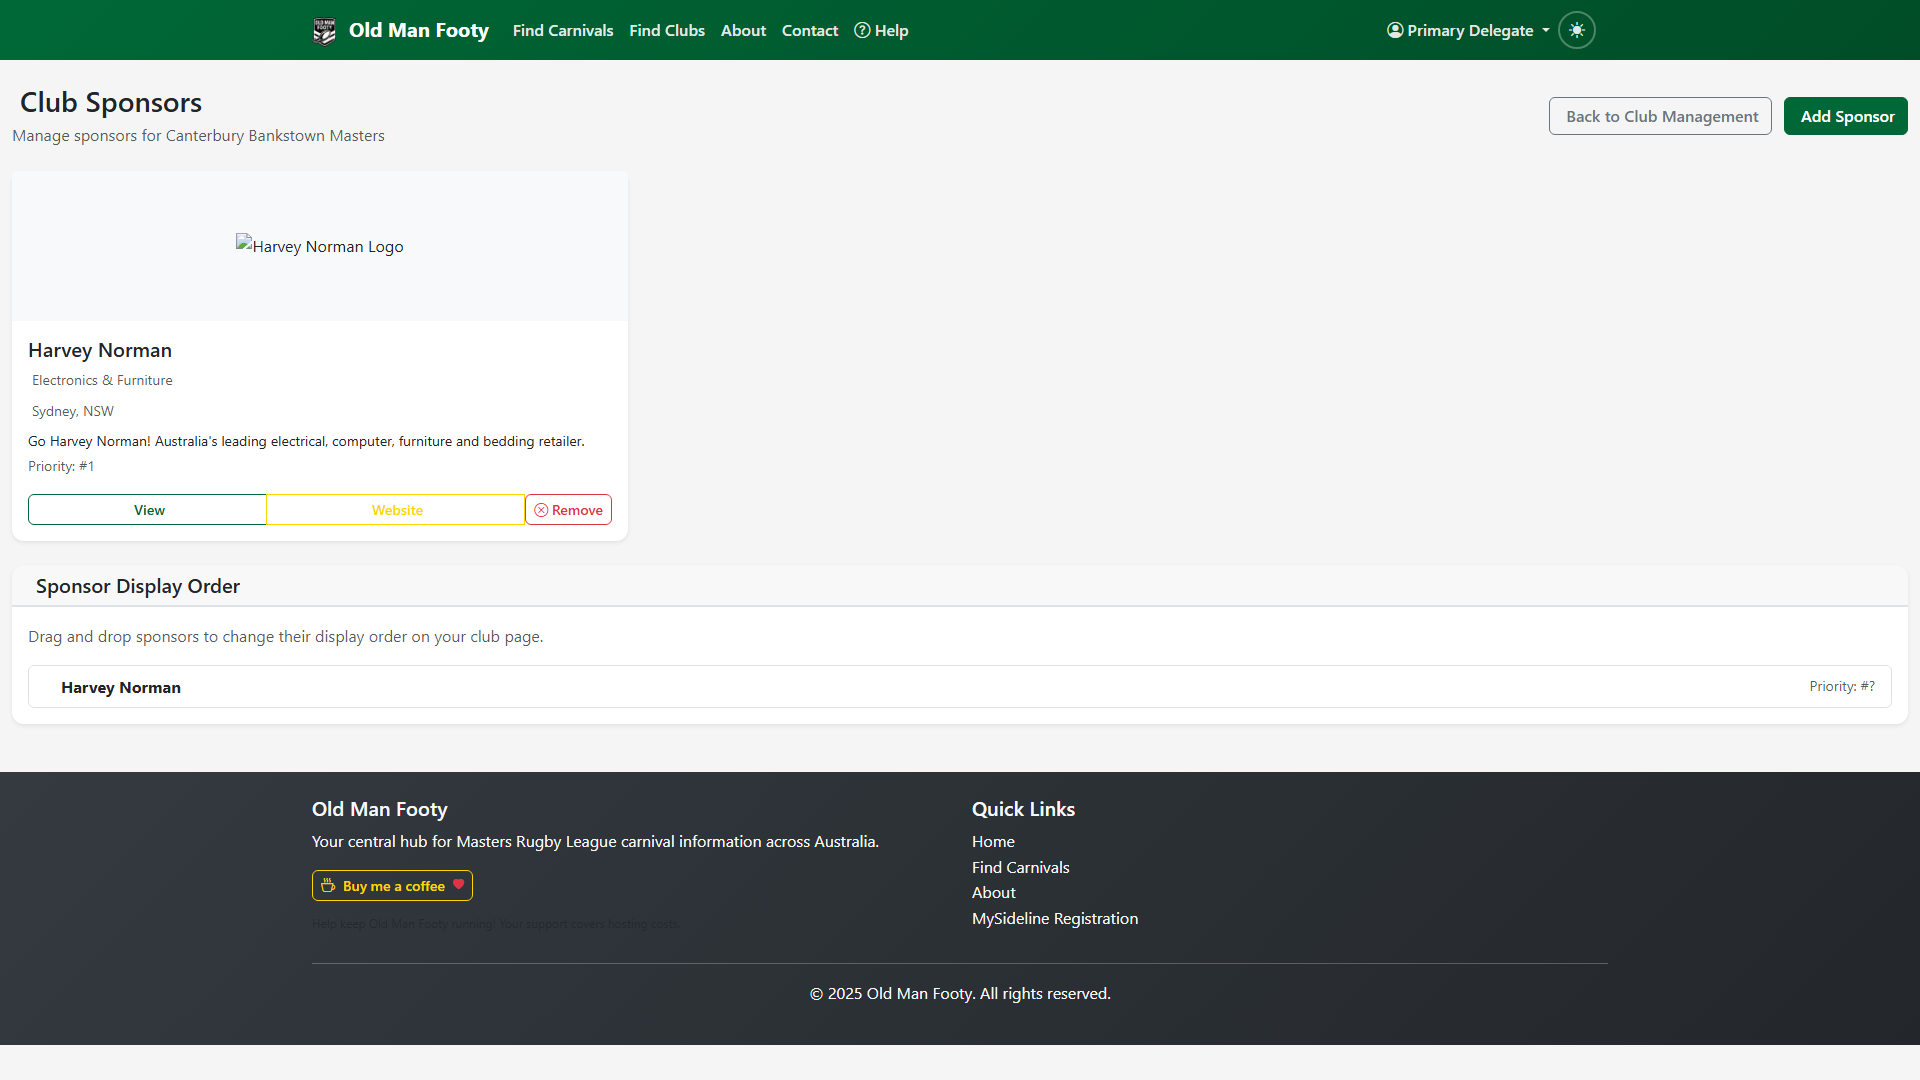 Old Man Footy Find Carnivals Find Clubs About Contact Help Primary Delegate
Club Sponsors
Manage sponsors for Canterbury Bankstown Masters
Back to Club Management Add Sponsor
Harvey Norman Logo
Harvey Norman
Electronics & Furniture
Sydney, NSW
Go Harvey Norman! Australia's leading electrical, computer, furniture and bedding retailer.
Priority: #1
View Website Remove
Sponsor Display Order
Drag and drop sponsors to change their display order on your club page.
Harvey Norman Priority: #?
Old Man Footy
Your central hub for Masters Rugby League carnival information across Australia.
Buy me a coffee
Help keep Old Man Footy running! Your support covers hosting costs.
Quick Links
Home
Find Carnivals
About
MySideline Registration
© 2025 Old Man Footy. All rights reserved.